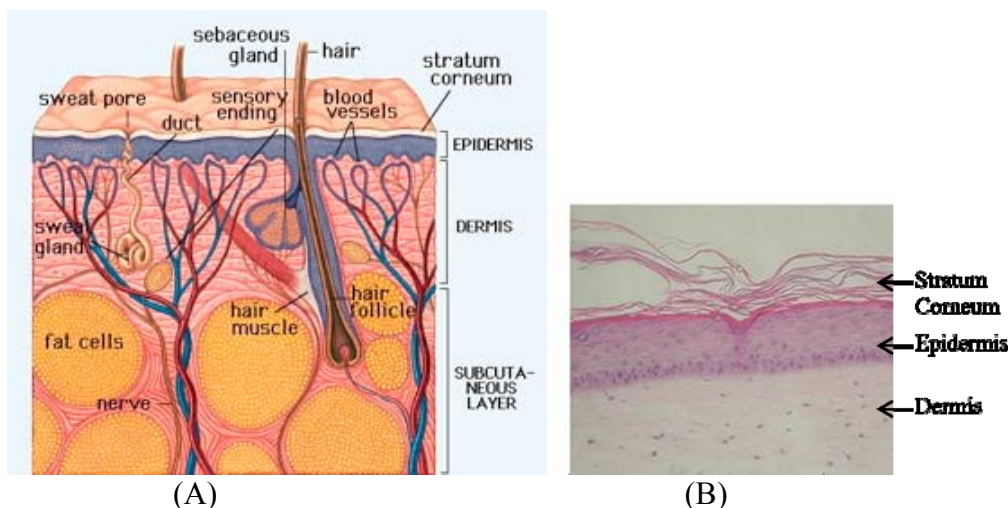 sebaceous
gland
hair
stratum
corneum
sweat pore
sensory
ending
blood
vessels
duct
EPIDERMIS
DERMIS
sweat
gland
hair
muscle
hair
follicle
fat cells
SUBCUTA-
NEOUS
LAYER
nerve
Stratum
Corneum
Epidermis
Dermis
(A)
(B)